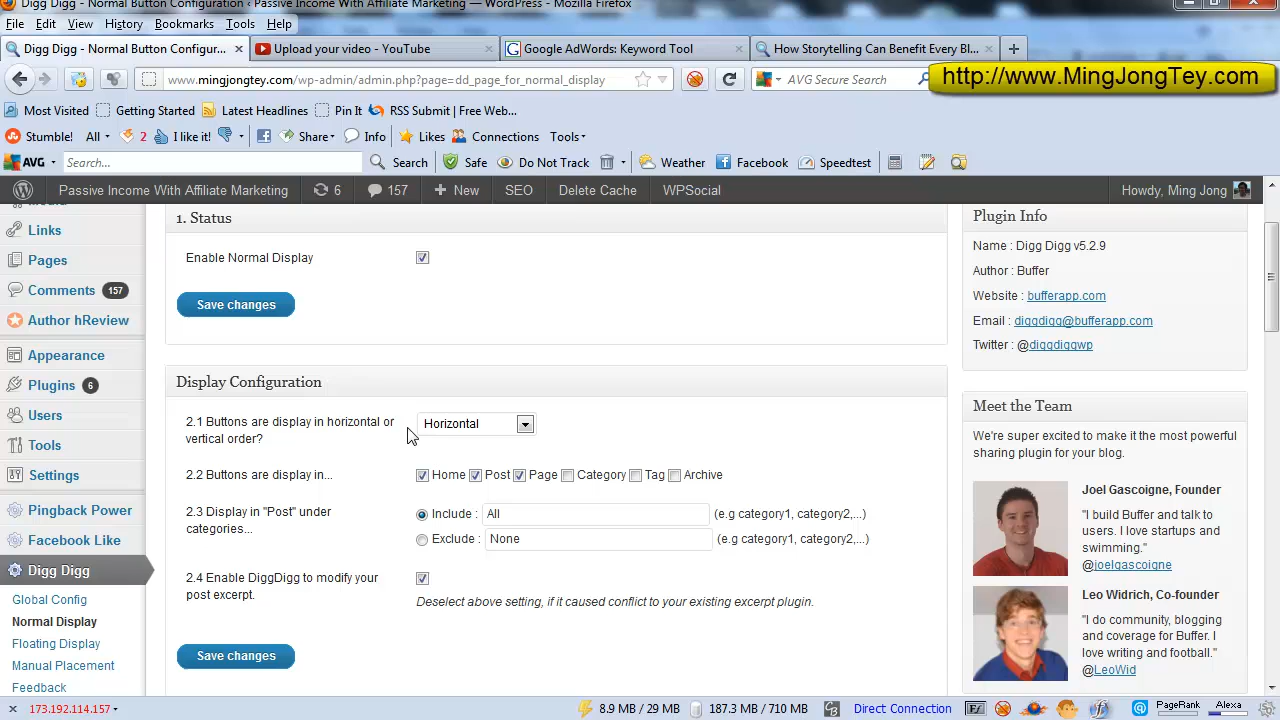 Digg Digg - Normal Button Configuration ‹ Passive Income With Affiliate Marketing — WordPress - Mozilla Firefox
File Edit View History Bookmarks Tools Help
Digg Digg - Normal Button Configur... × Upload your video - YouTube × Google AdWords: Keyword Tool × How Storytelling Can Benefit Every Bl... × +
www.mingjongtey.com/wp-admin/admin.php?page=dd_page_for_normal_display
AVG Secure Search
http://www.MingJongTey.com
Most Visited Getting Started Latest Headlines Pin It RSS Submit | Free Web...
Stumble! All 2 I like it! Share Info Likes Connections Tools
AVG Search... Search Safe Do Not Track Weather Facebook Speedtest
Passive Income With Affiliate Marketing 6 157 + New SEO Delete Cache WPSocial Howdy, Ming Jong
Links
Pages
Comments 157
Author hReview
Appearance
Plugins 6
Users
Tools
Settings
Pingback Power
Facebook Like
Digg Digg
Global Config
Normal Display
Floating Display
Manual Placement
Feedback
1. Status
Enable Normal Display
Save changes
Display Configuration
2.1 Buttons are display in horizontal or
vertical order?
Horizontal
2.2 Buttons are display in...
Home Post Page Category Tag Archive
2.3 Display in "Post" under
categories...
Include : All (e.g category1, category2,...)
Exclude : None (e.g category1, category2,...)
2.4 Enable DiggDigg to modify your
post excerpt.
Deselect above setting, if it caused conflict to your existing excerpt plugin.
Save changes
Plugin Info
Name : Digg Digg v5.2.9
Author : Buffer
Website : bufferapp.com
Email : diggdigg@bufferapp.com
Twitter : @diggdiggwp
Meet the Team
We're super excited to make it the most powerful
sharing plugin for your blog.
Joel Gascoigne, Founder
"I build Buffer and talk to
users. I love startups and
swimming."
@joelgascoigne
Leo Widrich, Co-founder
"I do community, blogging
and coverage for Buffer. I
love writing and football."
@LeoWid
× 173.192.114.157 8.9 MB / 29 MB 187.3 MB / 710 MB Direct Connection PageRank Alexa